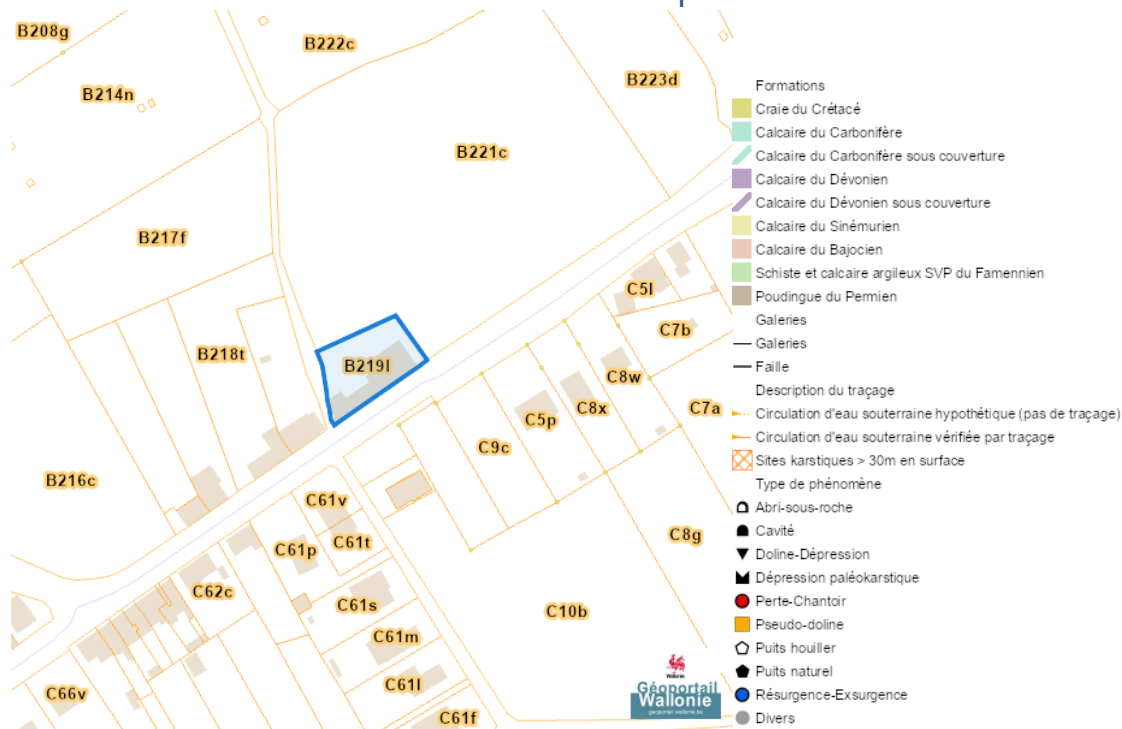 B208g
B222c
B223d
B214n
B221c
B217f
C5l
C7b
B218t
B219l
C8w
C5p
C8x
C7a
C9c
B216c
C61v
C61t
C61p
C8g
C62c
C61s
C10b
C61m
C61l
C66v
C61f
Formations
Craie du Crétacé
Calcaire du Carbonifère
Calcaire du Carbonifère sous couverture
Calcaire du Dévonien
Calcaire du Dévonien sous couverture
Calcaire du Sinémurien
Calcaire du Bajocien
Schiste et calcaire argileux SVP du Famennien
Poudingue du Permien
Galeries
Galeries
Faille
Description du traçage
Circulation d'eau souterraine hypothétique (pas de traçage)
Circulation d'eau souterraine vérifiée par traçage
Sites karstiques > 30m en surface
Type de phénomène
Abri-sous-roche
Cavité
Doline-Dépression
Dépression paléokarstique
Perte-Chantoir
Pseudo-doline
Puits houiller
Puits naturel
Résurgence-Exsurgence
Divers
Wallonie
Géoportail
Wallonie
geoportail.wallonie.be